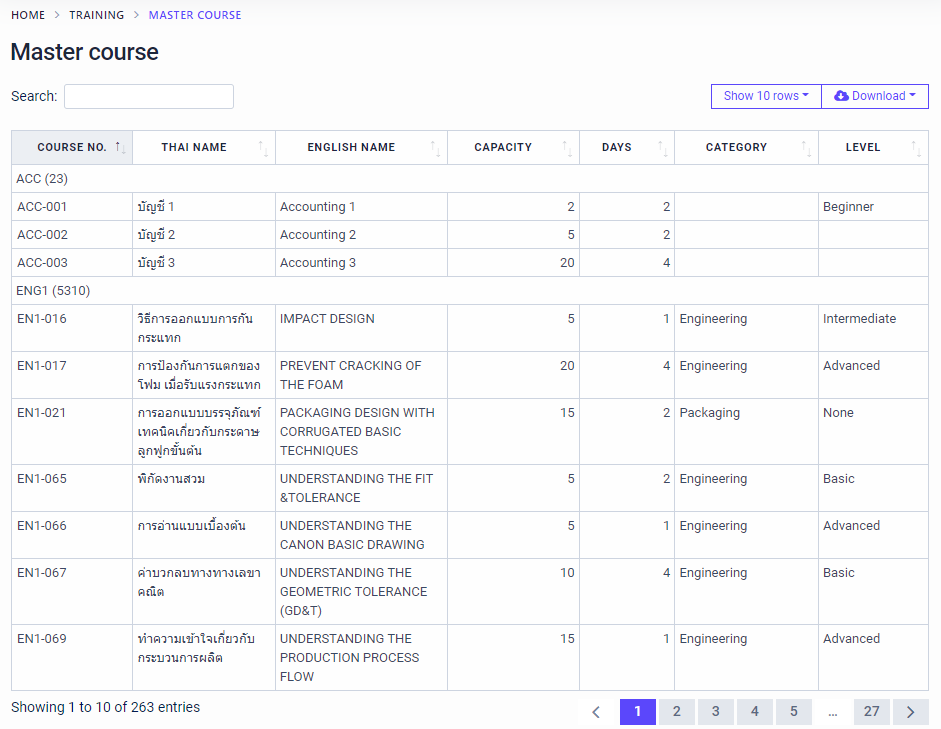 HOME > TRAINING > MASTER COURSE
Master course
Search:
Show 10 rows Download
COURSE NO. THAI NAME ENGLISH NAME CAPACITY DAYS CATEGORY LEVEL
ACC (23)
ACC-001 บัญชี 1 Accounting 1 2 2 Beginner
ACC-002 บัญชี 2 Accounting 2 5 2
ACC-003 บัญชี 3 Accounting 3 20 4
ENG1 (5310)
EN1-016 วิธีการออกแบบการกัน IMPACT DESIGN 5 1 Engineering Intermediate
กระแทก
EN1-017 การป้องกันการแตกของ PREVENT CRACKING OF 20 4 Engineering Advanced
โฟม เมื่อรับแรงกระแทก THE FOAM
EN1-021 การออกแบบบรรจุภัณฑ์ PACKAGING DESIGN WITH 15 2 Packaging None
เทคนิคเกี่ยวกับกระดาษ CORRUGATED BASIC
ลูกฟูกขั้นต้น TECHNIQUES
EN1-065 พิกัดงานสวม UNDERSTANDING THE FIT 5 2 Engineering Basic
&TOLERANCE
EN1-066 การอ่านแบบเบื้องต้น UNDERSTANDING THE 5 1 Engineering Advanced
CANON BASIC DRAWING
EN1-067 ค่าบวกลบทางทางเลขา UNDERSTANDING THE 10 4 Engineering Basic
คณิต GEOMETRIC TOLERANCE
(GD&T)
EN1-069 ทำความเข้าใจเกี่ยวกับ UNDERSTANDING THE 15 1 Engineering Advanced
กระบวนการผลิต PRODUCTION PROCESS
FLOW
Showing 1 to 10 of 263 entries
1 2 3 4 5 ... 27